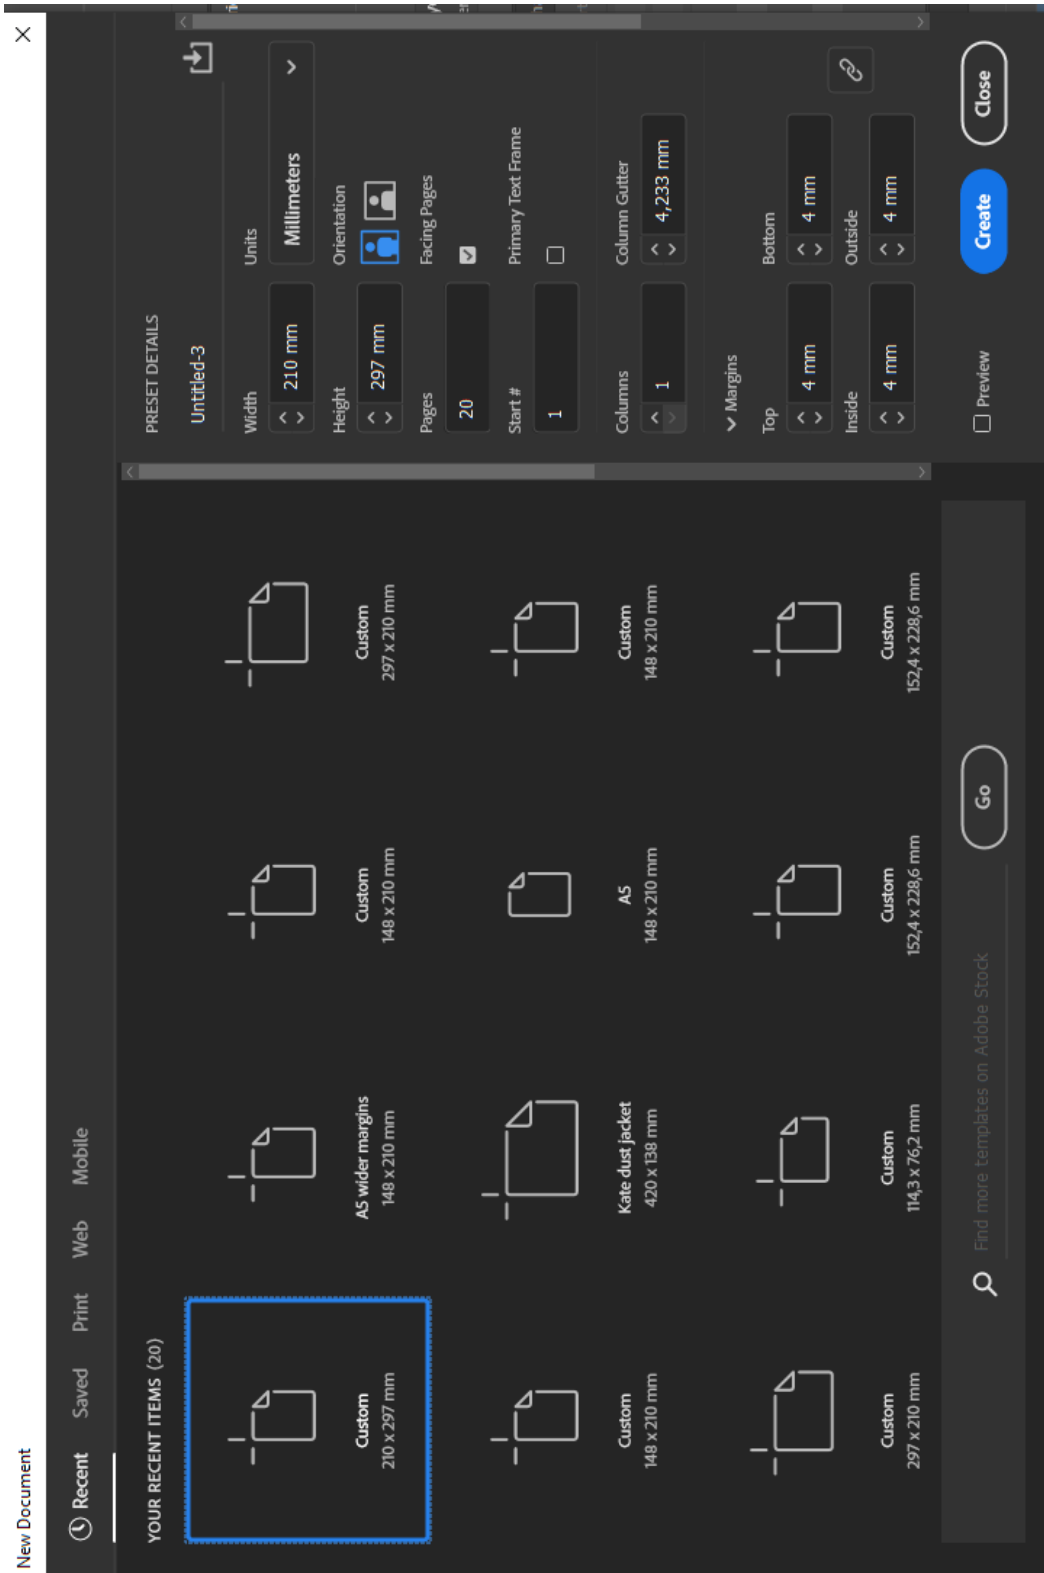 New Document
Recent Saved Print Web Mobile
YOUR RECENT ITEMS (20)
Custom
210 x 297 mm
A5 wider margins
148 x 210 mm
Custom
148 x 210 mm
Custom
297 x 210 mm
Custom
148 x 210 mm
Kate dust jacket
420 x 138 mm
A5
148 x 210 mm
Custom
148 x 210 mm
Custom
297 x 210 mm
Custom
114,3 x 76,2 mm
Custom
152,4 x 228,6 mm
Custom
152,4 x 228,6 mm
Find more templates on Adobe Stock
Go
PRESET DETAILS
Untitled-3
Width Units
210 mm Millimeters
Height Orientation
297 mm
Pages Facing Pages
20
Start # Primary Text Frame
1
Columns Column Gutter
1 4,233 mm
Margins
Top Bottom
4 mm 4 mm
Inside Outside
4 mm 4 mm
Preview Create Close